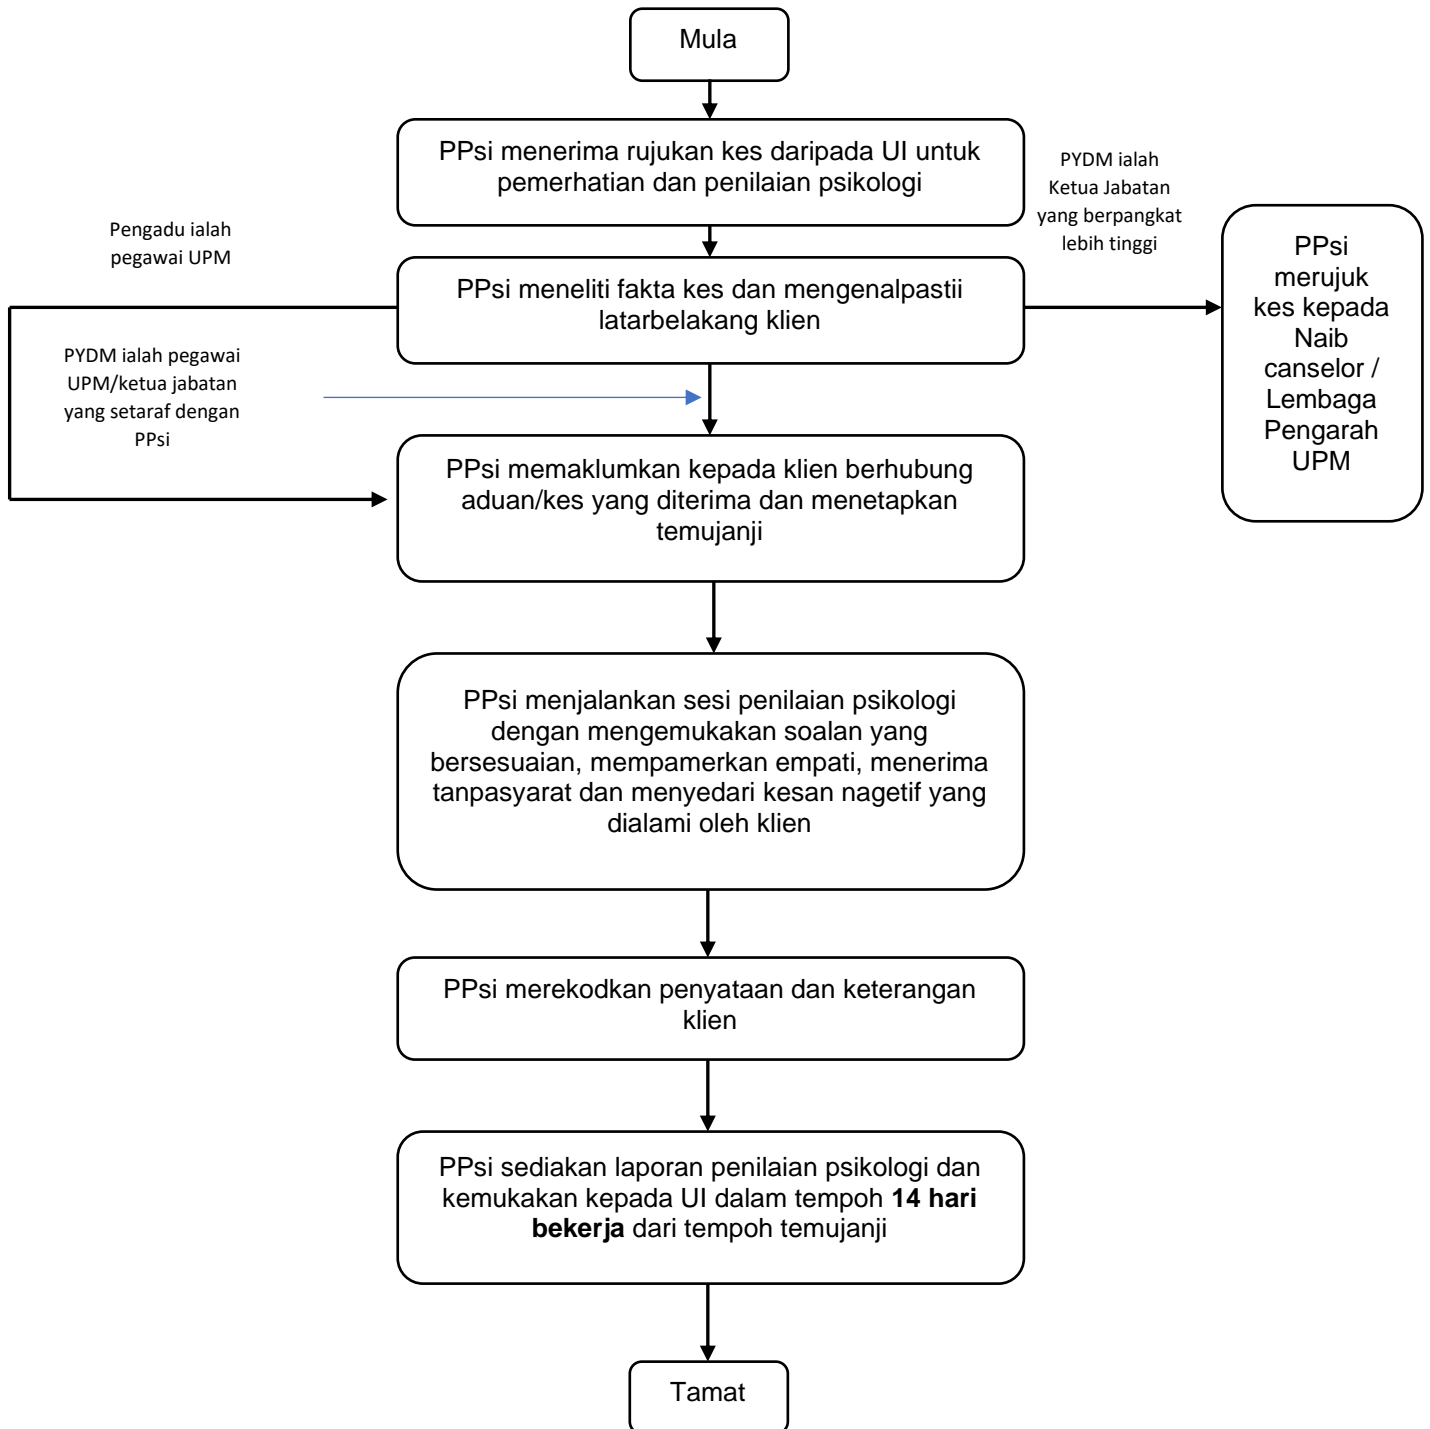 Mula
PPsi menerima rujukan kes daripada UI untuk
pemerhatian dan penilaian psikologi
PYDM ialah
Ketua Jabatan
yang berpangkat
lebih tinggi
Pengadu ialah
pegawai UPM
PPsi meneliti fakta kes dan mengenalpastii
latarbelakang klien
PPsi
merujuk
kes kepada
Naib
canselor /
Lembaga
Pengarah
UPM
PYDM ialah pegawai
UPM/ketua jabatan
yang setaraf dengan
PPsi
PPsi memaklumkan kepada klien berhubung
aduan/kes yang diterima dan menetapkan
temujanji
PPsi menjalankan sesi penilaian psikologi
dengan mengemukakan soalan yang
bersesuaian, mempamerkan empati, menerima
tanpasyarat dan menyedari kesan nagetif yang
dialami oleh klien
PPsi merekodkan penyataan dan keterangan
klien
PPsi sediakan laporan penilaian psikologi dan
kemukakan kepada UI dalam tempoh 14 hari
bekerja dari tempoh temujanji
Tamat